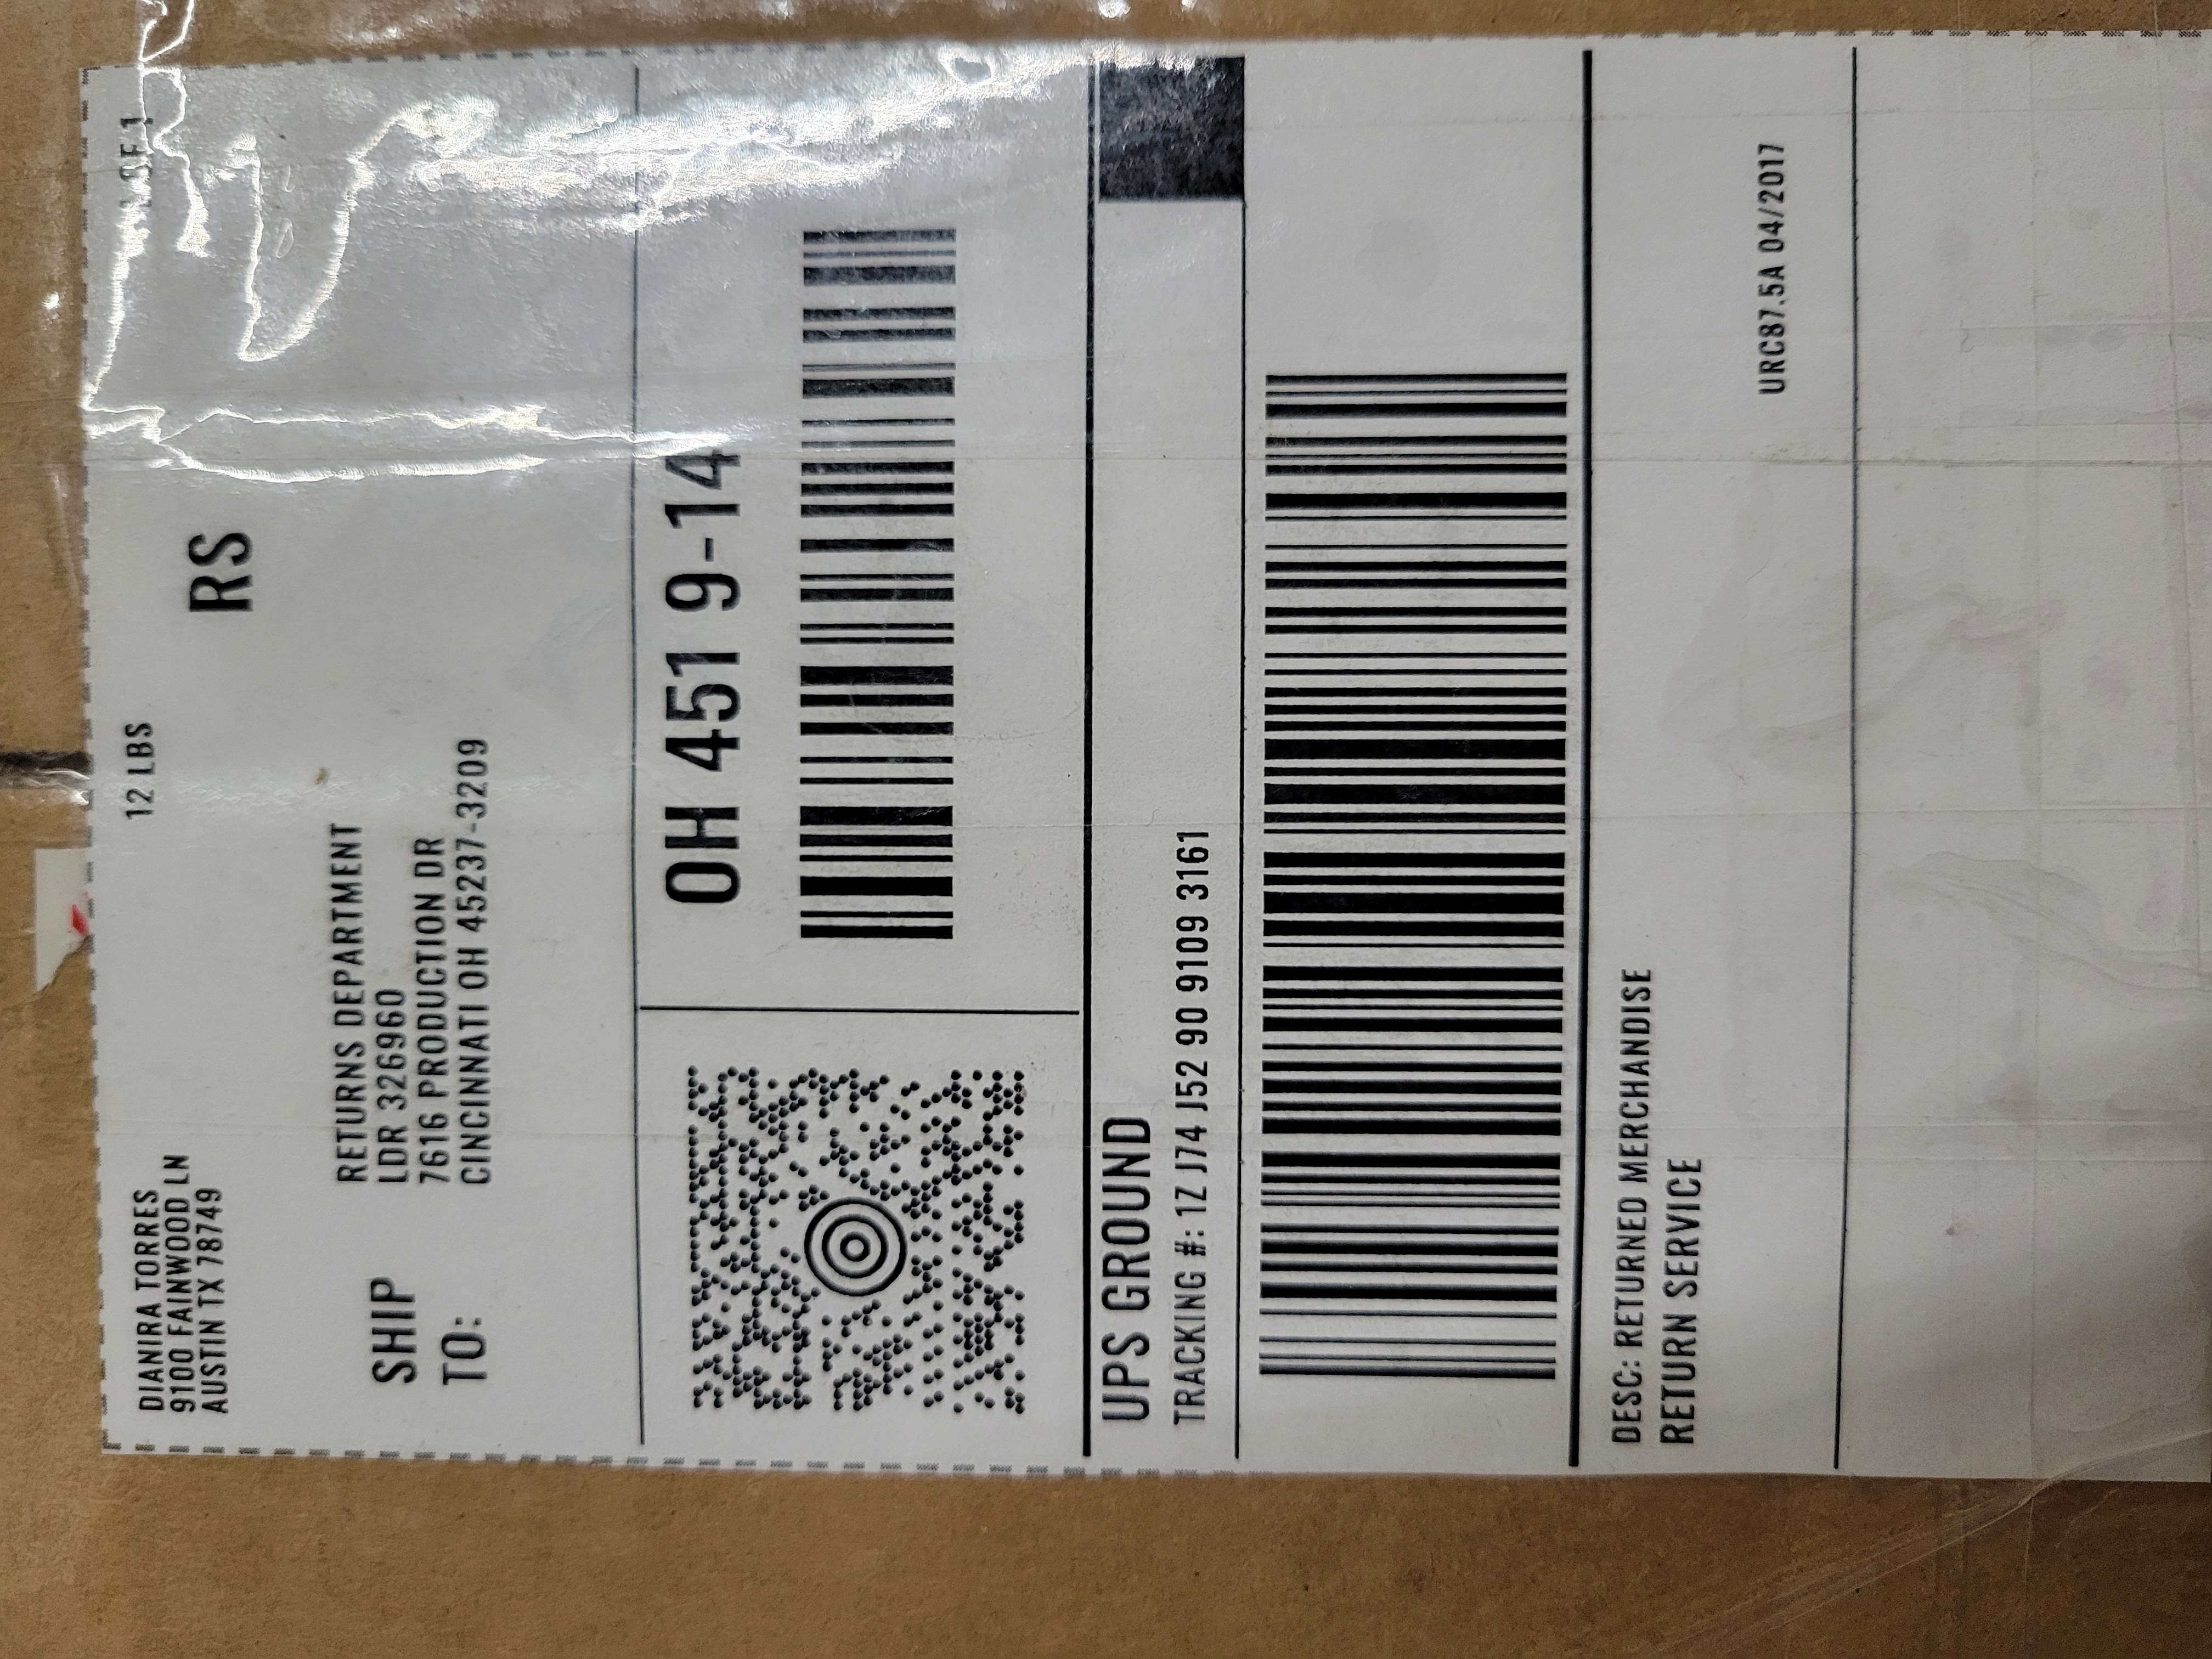 DIANIRA TORRES
9100 FAINWOOD LN
AUSTIN TX 78749
12 LBS
RS
SHIP
TO:
RETURNS DEPARTMENT
LDR 326960
7616 PRODUCTION DR
CINCINNATI OH 45237-3209
OH 451 9-14
UPS GROUND
TRACKING #: 1Z J74 J52 90 9109 3161
DESC: RETURNED MERCHANDISE
RETURN SERVICE
URC87.5A 04/2017